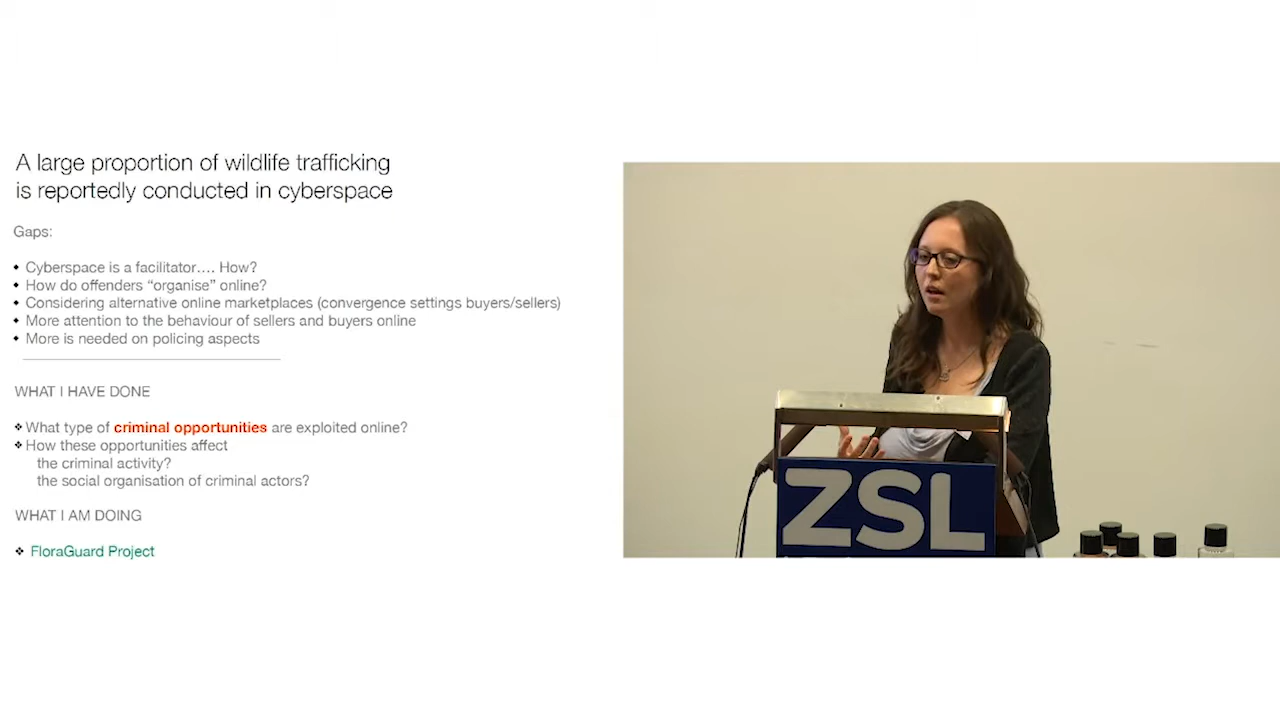 A large proportion of wildlife trafficking
is reportedly conducted in cyberspace
Gaps:
Cyberspace is a facilitator.... How?
How do offenders “organise” online?
Considering alternative online marketplaces (convergence settings buyers/sellers)
More attention to the behaviour of sellers and buyers online
More is needed on policing aspects
WHAT I HAVE DONE
What type of criminal opportunities are exploited online?
How these opportunities affect
the criminal activity?
the social organisation of criminal actors?
WHAT I AM DOING
FloraGuard Project
ZSL